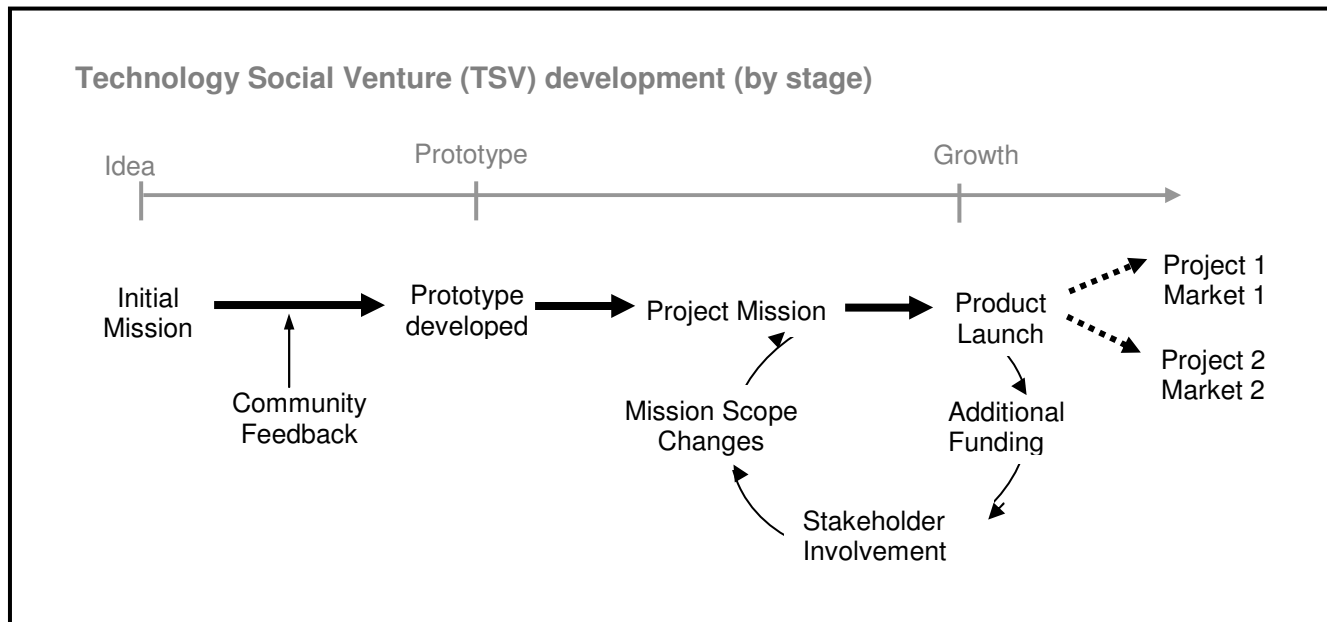 Technology Social Venture (TSV) development (by stage)
Idea
Prototype
Growth
Initial
Mission
Prototype
developed
Project Mission
Product
Launch
Project 1
Market 1
Project 2
Market 2
Community
Feedback
Mission Scope
Changes
Additional
Funding
Stakeholder
Involvement